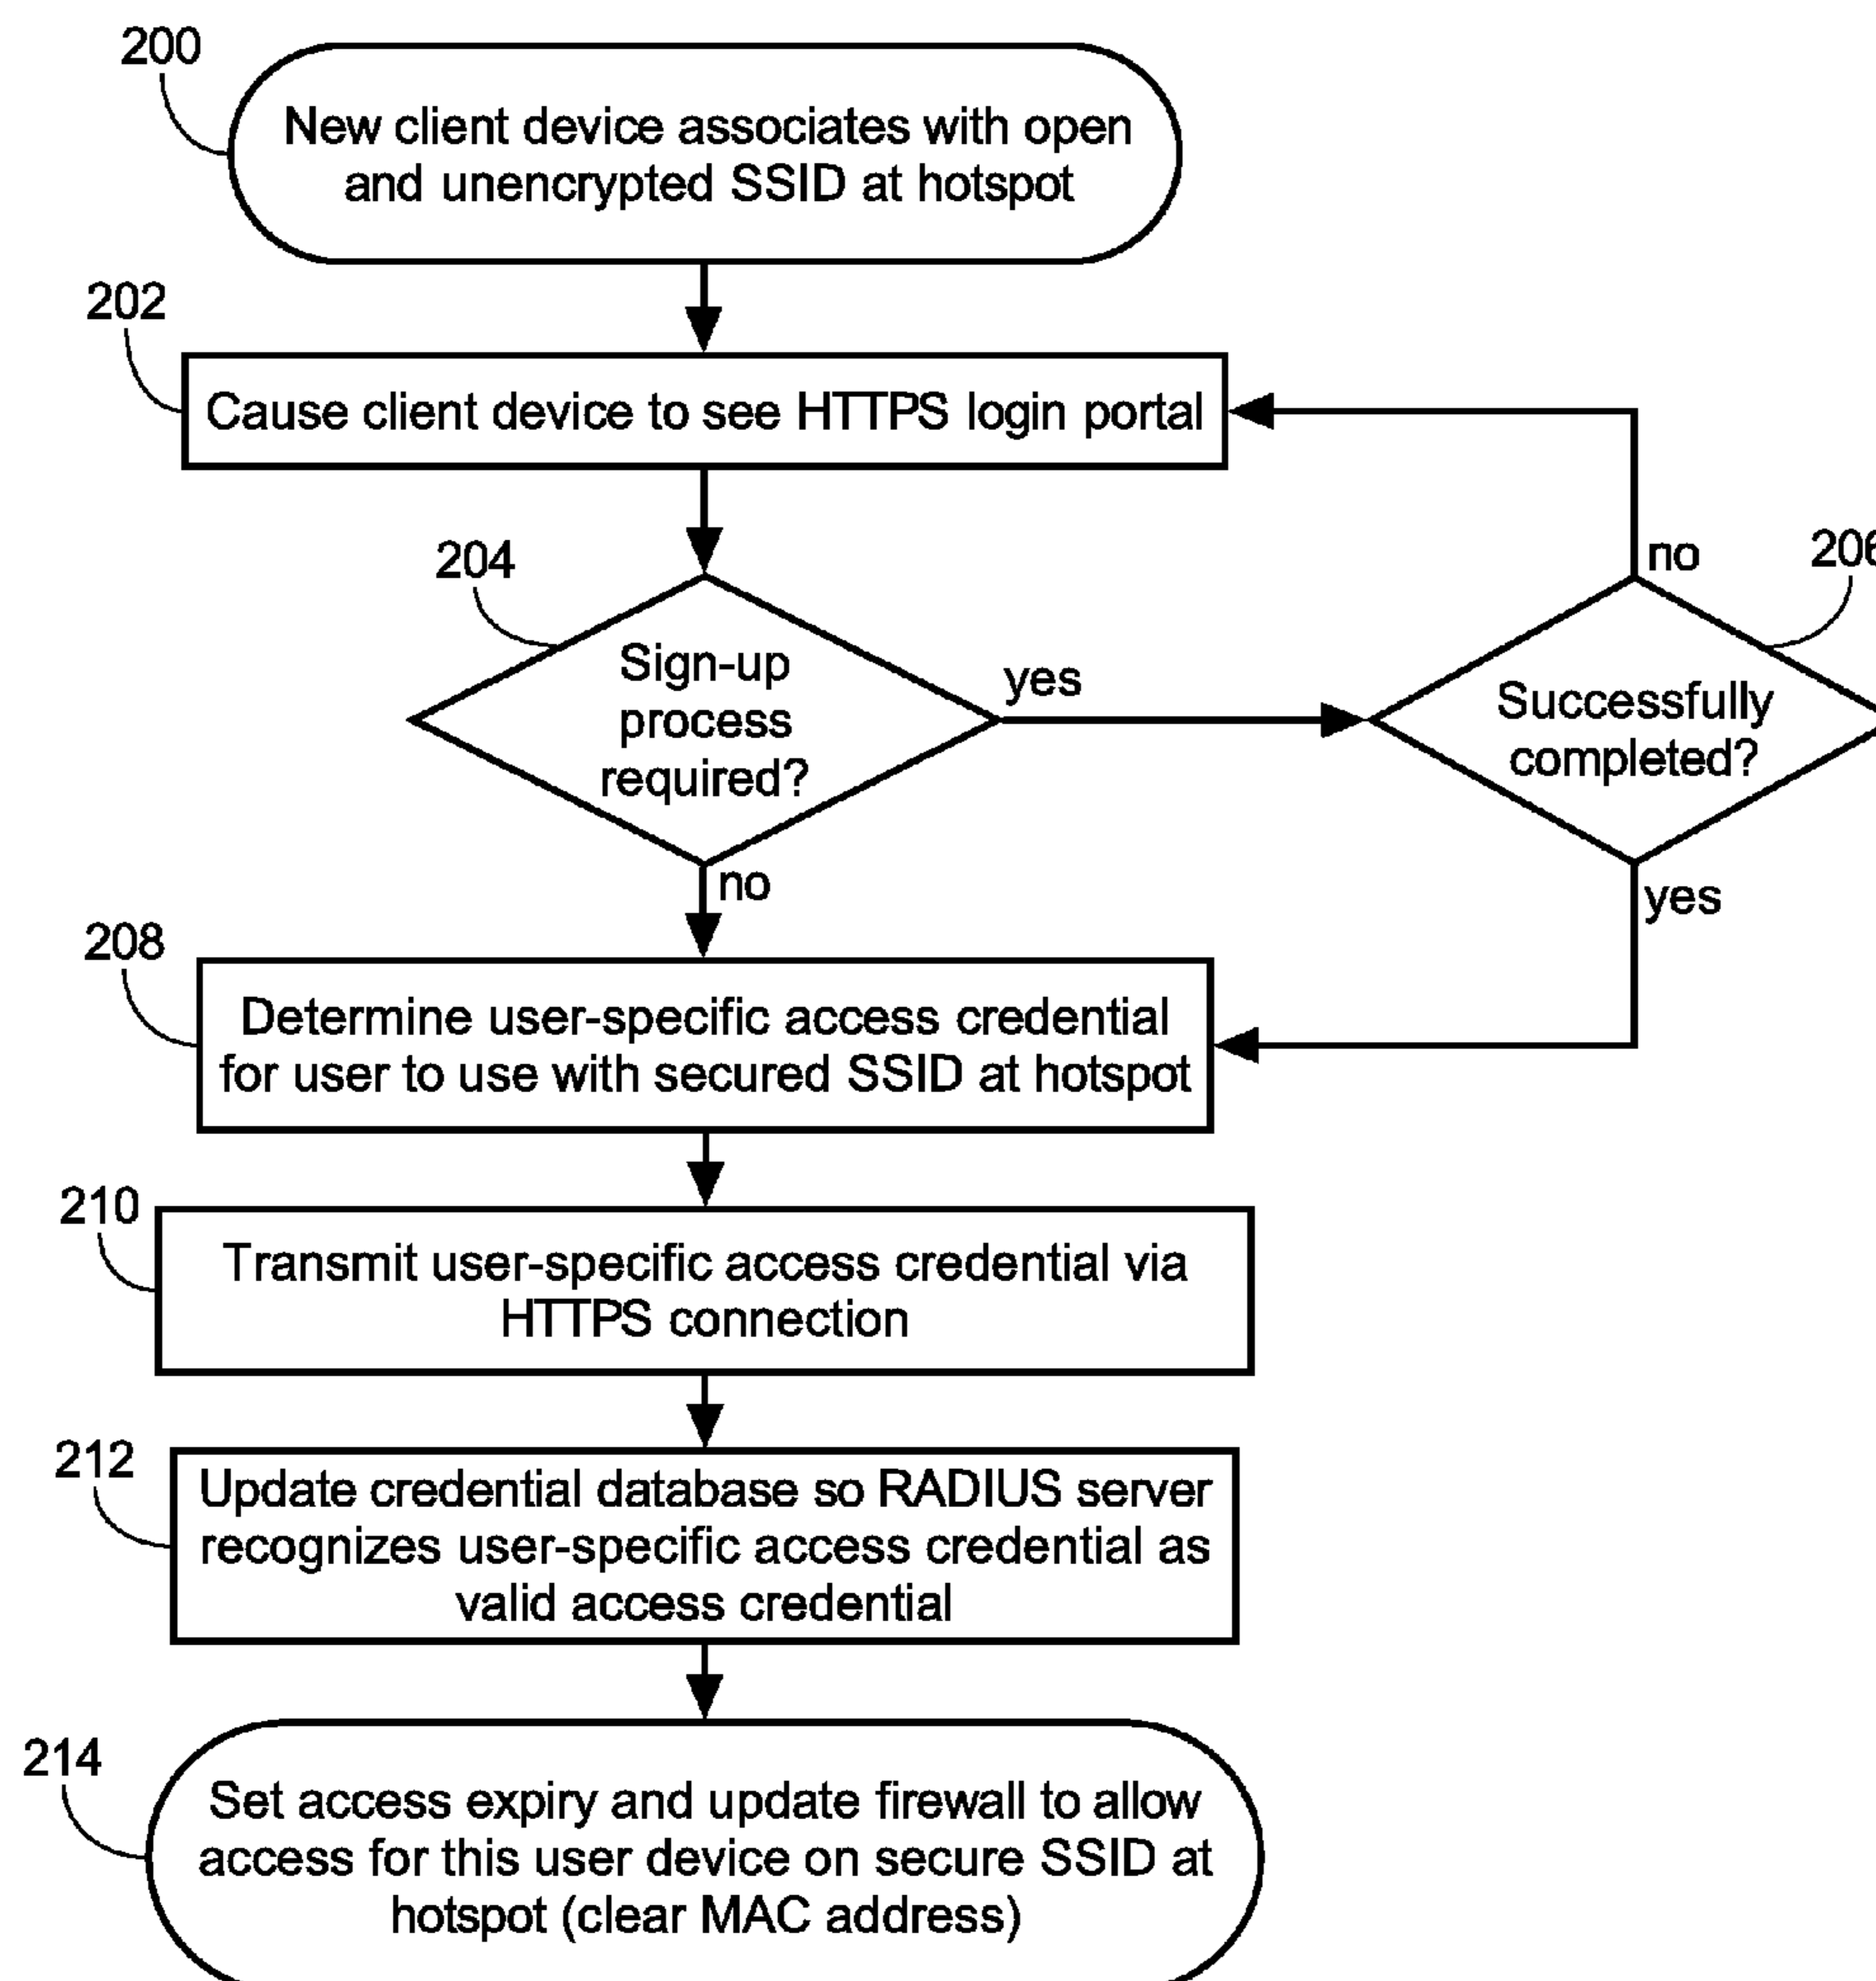 200
New client device associates with open
and unencrypted SSID at hotspot
202
Cause client device to see HTTPS login portal
204
Sign-up
process
required?
yes
no
206
Successfully
completed?
no
yes
208
Determine user-specific access credential
for user to use with secured SSID at hotspot
210
Transmit user-specific access credential via
HTTPS connection
212
Update credential database so RADIUS server
recognizes user-specific access credential as
valid access credential
214
Set access expiry and update firewall to allow
access for this user device on secure SSID at
hotspot (clear MAC address)